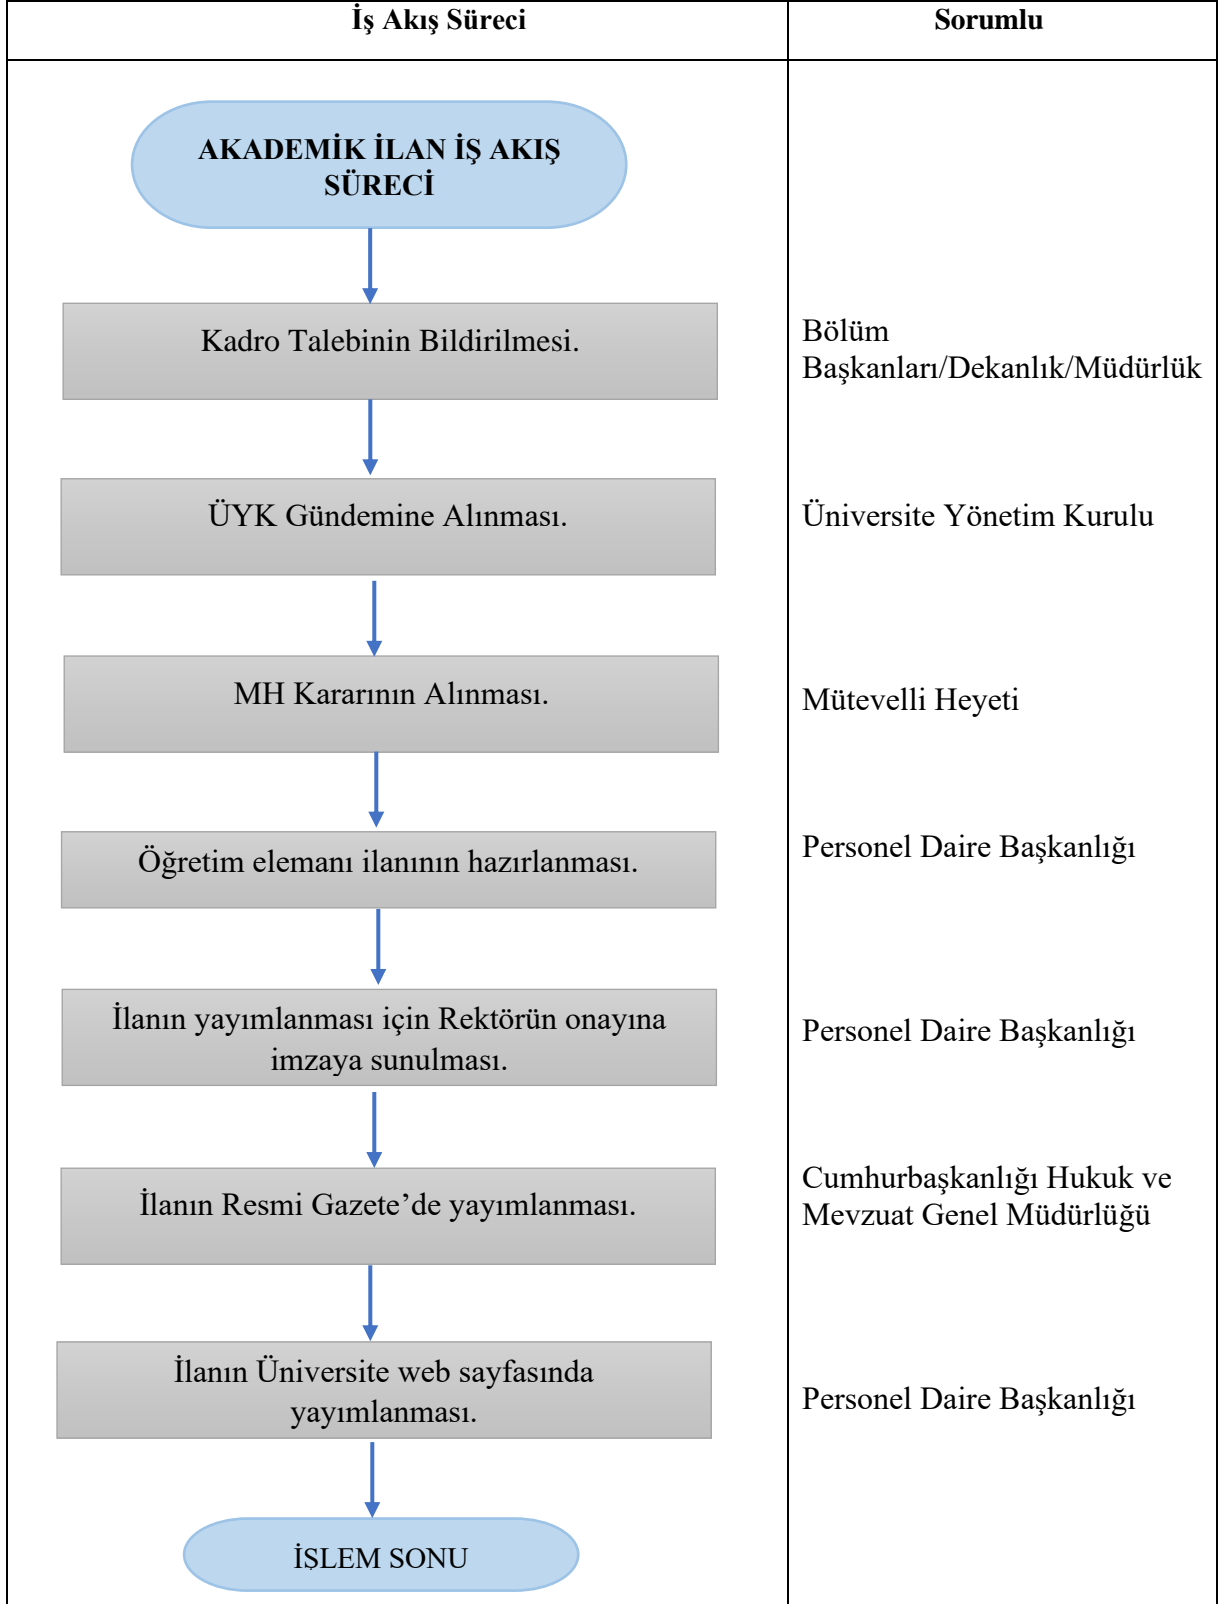 İş Akış Süreci
Sorumlu
AKADEMİK İLAN İŞ AKIŞ
SÜRECİ
Kadro Talebinin Bildirilmesi.
Bölüm
Başkanları/Dekanlık/Müdürlük
ÜYK Gündemine Alınması.
Üniversite Yönetim Kurulu
MH Kararının Alınması.
Mütevelli Heyeti
Öğretim elemanı ilanının hazırlanması.
Personel Daire Başkanlığı
İlanın yayımlanması için Rektörün onayına
imzaya sunulması.
Personel Daire Başkanlığı
İlanın Resmi Gazete’de yayımlanması.
Cumhurbaşkanlığı Hukuk ve
Mevzuat Genel Müdürlüğü
İlanın Üniversite web sayfasında
yayımlanması.
Personel Daire Başkanlığı
İŞLEM SONU